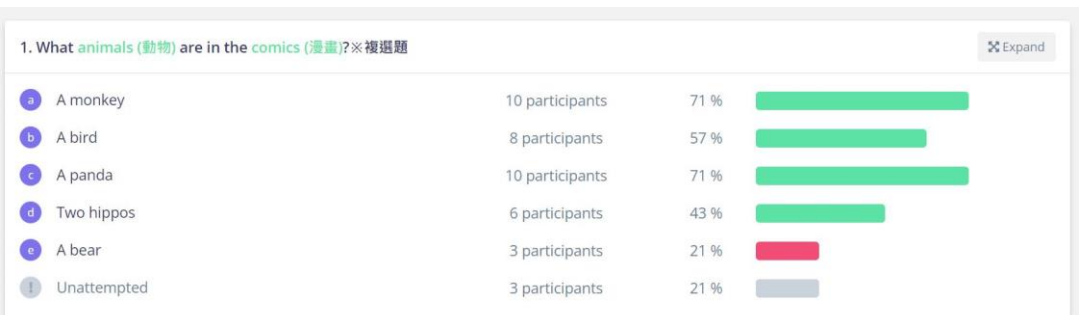 1. What animals (動物) are in the comics (漫畫)?※複選題
Expand
a A monkey 10 participants 71 %
b A bird 8 participants 57 %
c A panda 10 participants 71 %
d Two hippos 6 participants 43 %
e A bear 3 participants 21 %
! Unattempted 3 participants 21 %